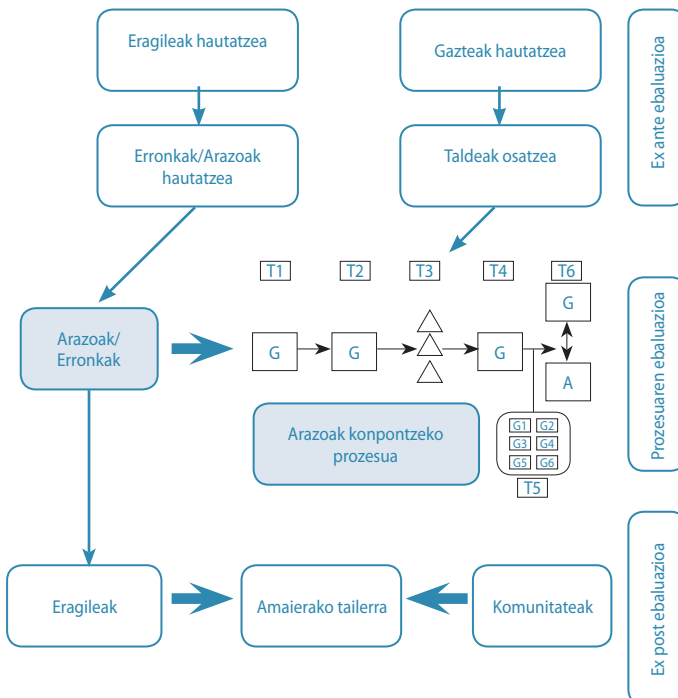 Eragileak hautatzea
Gazteak hautatzea
Ex ante ebaluazioa
Erronkak/Arazoak
hautatzea
Taldeak osatzea
T1
T2
T3
T4
T6
G
Arazoak/
Erronkak
G
G
G
A
Prozesuaren ebaluazioa
Arazoak konpontzeko
prozesua
G1 G2
G3 G4
G5 G6
T5
Eragileak
Amaierako tailerra
Komunitateak
Ex post ebaluazioa